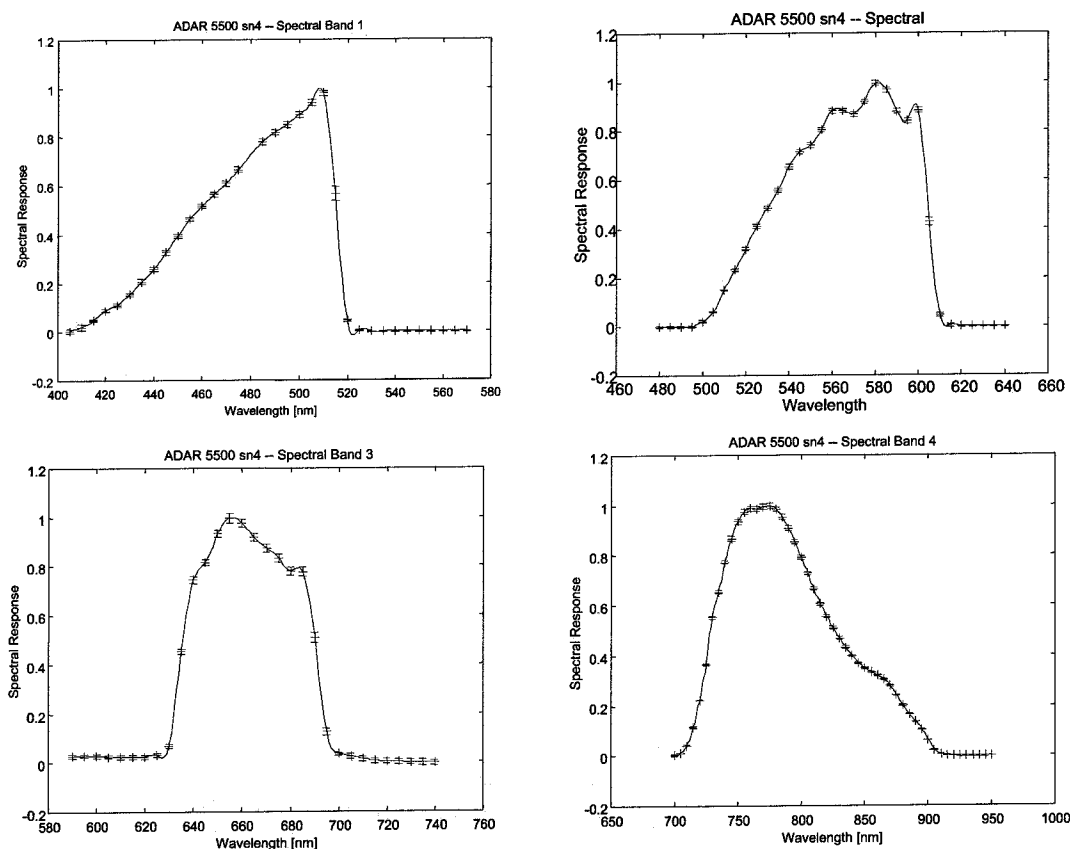 ADAR 5500 sn4 -- Spectral Band 1
1.2
1
0.8
0.6
0.4
0.2
0
-0.2
Spectral Response
400 420 440 460 480 500 520 540 560 580
Wavelength [nm]
ADAR 5500 sn4 -- Spectral
1.2
1
0.8
0.6
0.4
0.2
0
-0.2
Spectral Response
460 480 500 520 540 560 580 600 620 640 660
Wavelength
ADAR 5500 sn4 -- Spectral Band 3
1.2
1
0.8
0.6
0.4
0.2
0
-0.2
Spectral Response
580 600 620 640 660 680 700 720 740 760
Wavelength [nm]
ADAR 5500 sn4 -- Spectral Band 4
1.2
1
0.8
0.6
0.4
0.2
0
-0.2
Spectral Response
650 700 750 800 850 900 950 1000
Wavelength [nm]